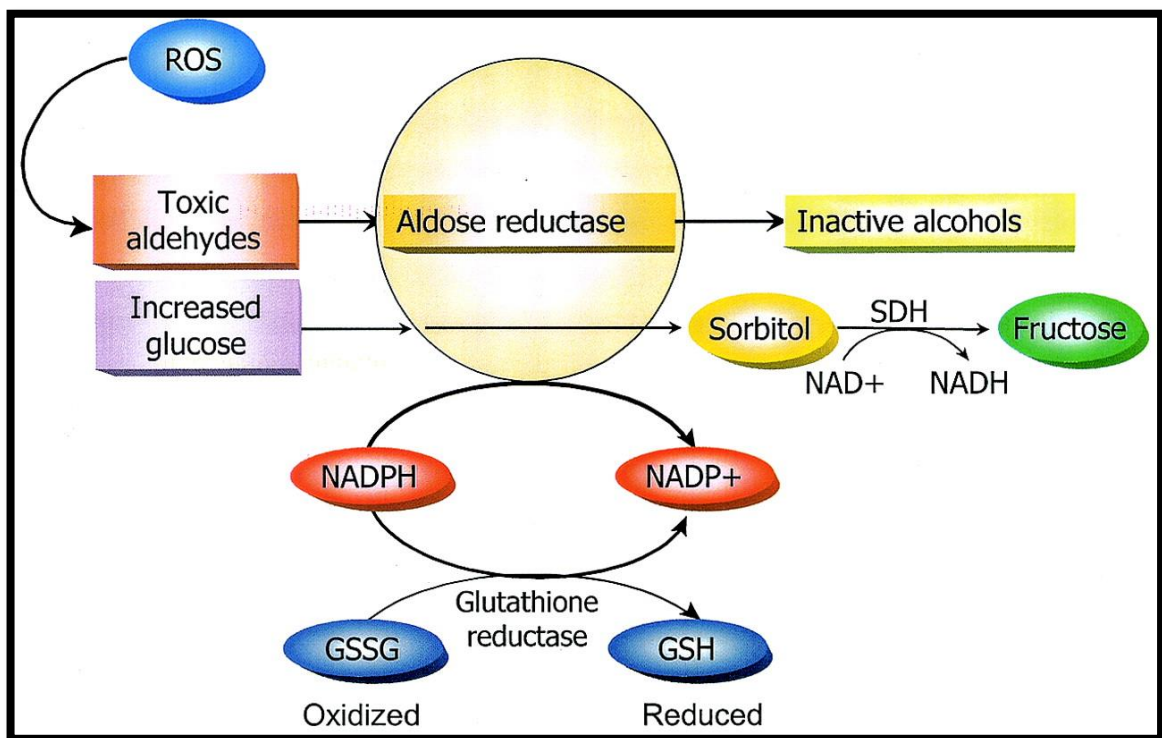 ROS
Toxic
aldehydes
Aldose reductase
Inactive alcohols
Increased
glucose
Sorbitol
SDH
Fructose
NAD+
NADH
NADPH
NADP+
Glutathione
reductase
GSSG
GSH
Oxidized
Reduced